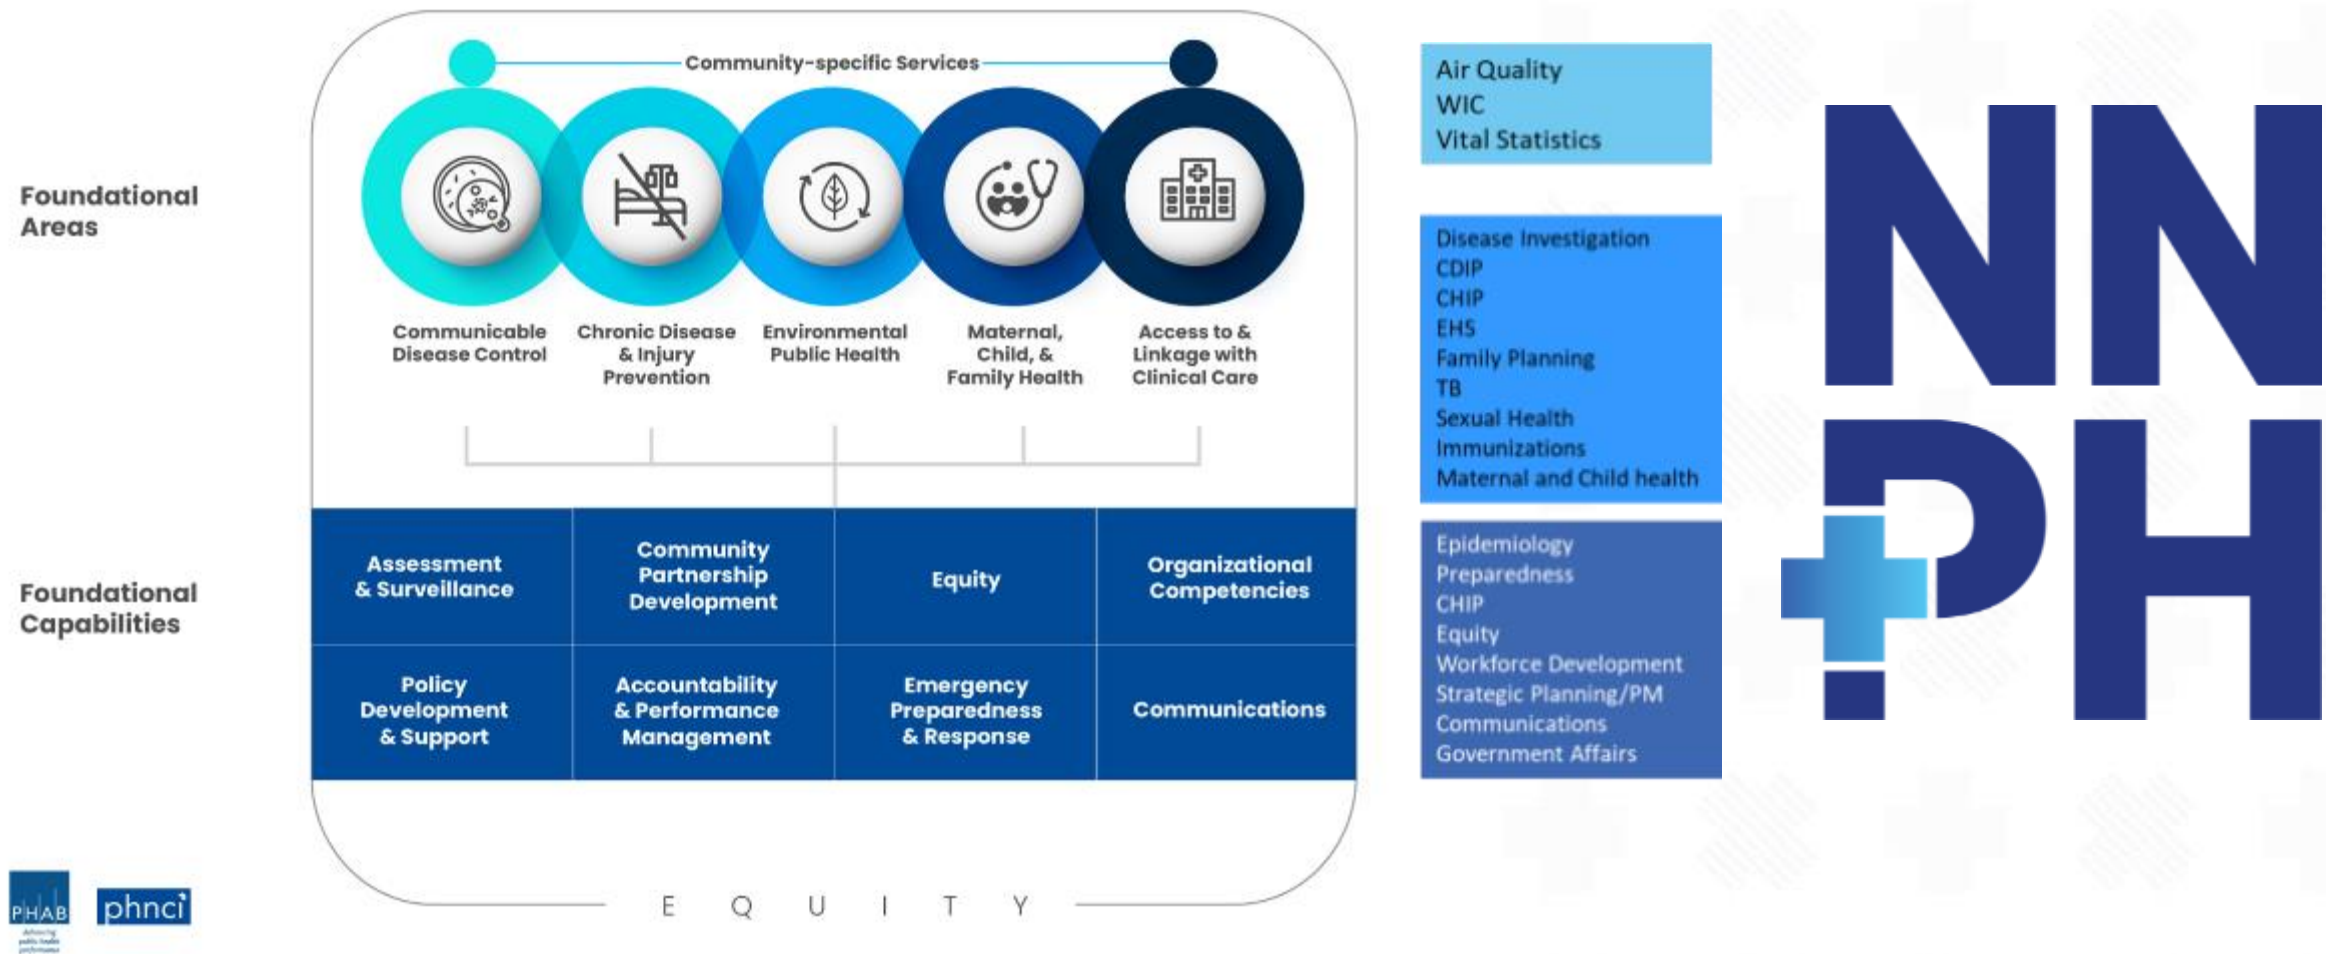 Community-specific Services
Foundational
Areas
Communicable
Disease Control
Chronic Disease
& Injury
Prevention
Environmental
Public Health
Maternal,
Child, &
Family Health
Access to &
Linkage with
Clinical Care
Foundational
Capabilities
Assessment
& Surveillance
Community
Partnership
Development
Equity
Organizational
Competencies
Policy
Development
& Support
Accountability
& Performance
Management
Emergency
Preparedness
& Response
Communications
E Q U I T Y
PHAB
Advancing
public health
performance
phnci
Air Quality
WIC
Vital Statistics
Disease Investigation
CDIP
CHIP
EHS
Family Planning
TB
Sexual Health
Immunizations
Maternal and Child health
Epidemiology
Preparedness
CHIP
Equity
Workforce Development
Strategic Planning/PM
Communications
Government Affairs
NN
PH